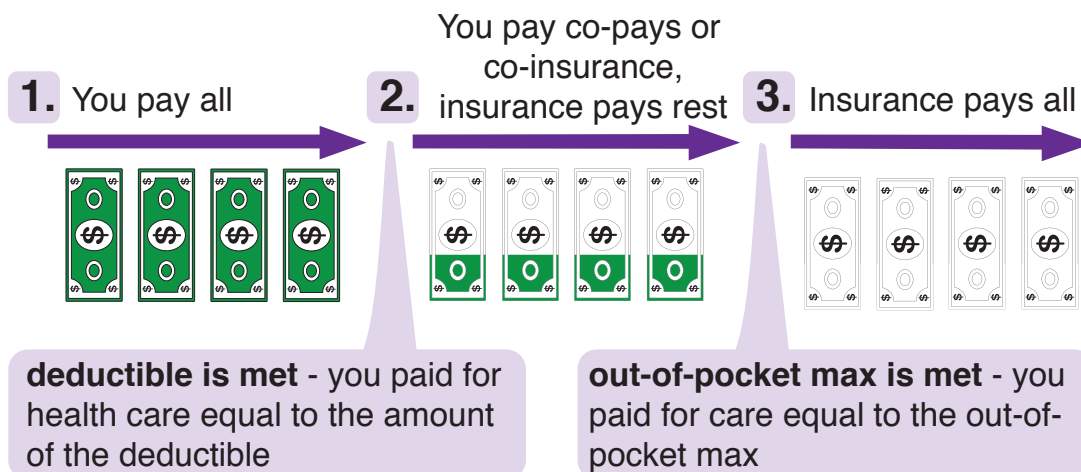 1. You pay all
2. You pay co-pays or
co-insurance,
insurance pays rest
3. Insurance pays all
deductible is met - you paid for
health care equal to the amount
of the deductible
out-of-pocket max is met - you
paid for care equal to the out-of-
pocket max